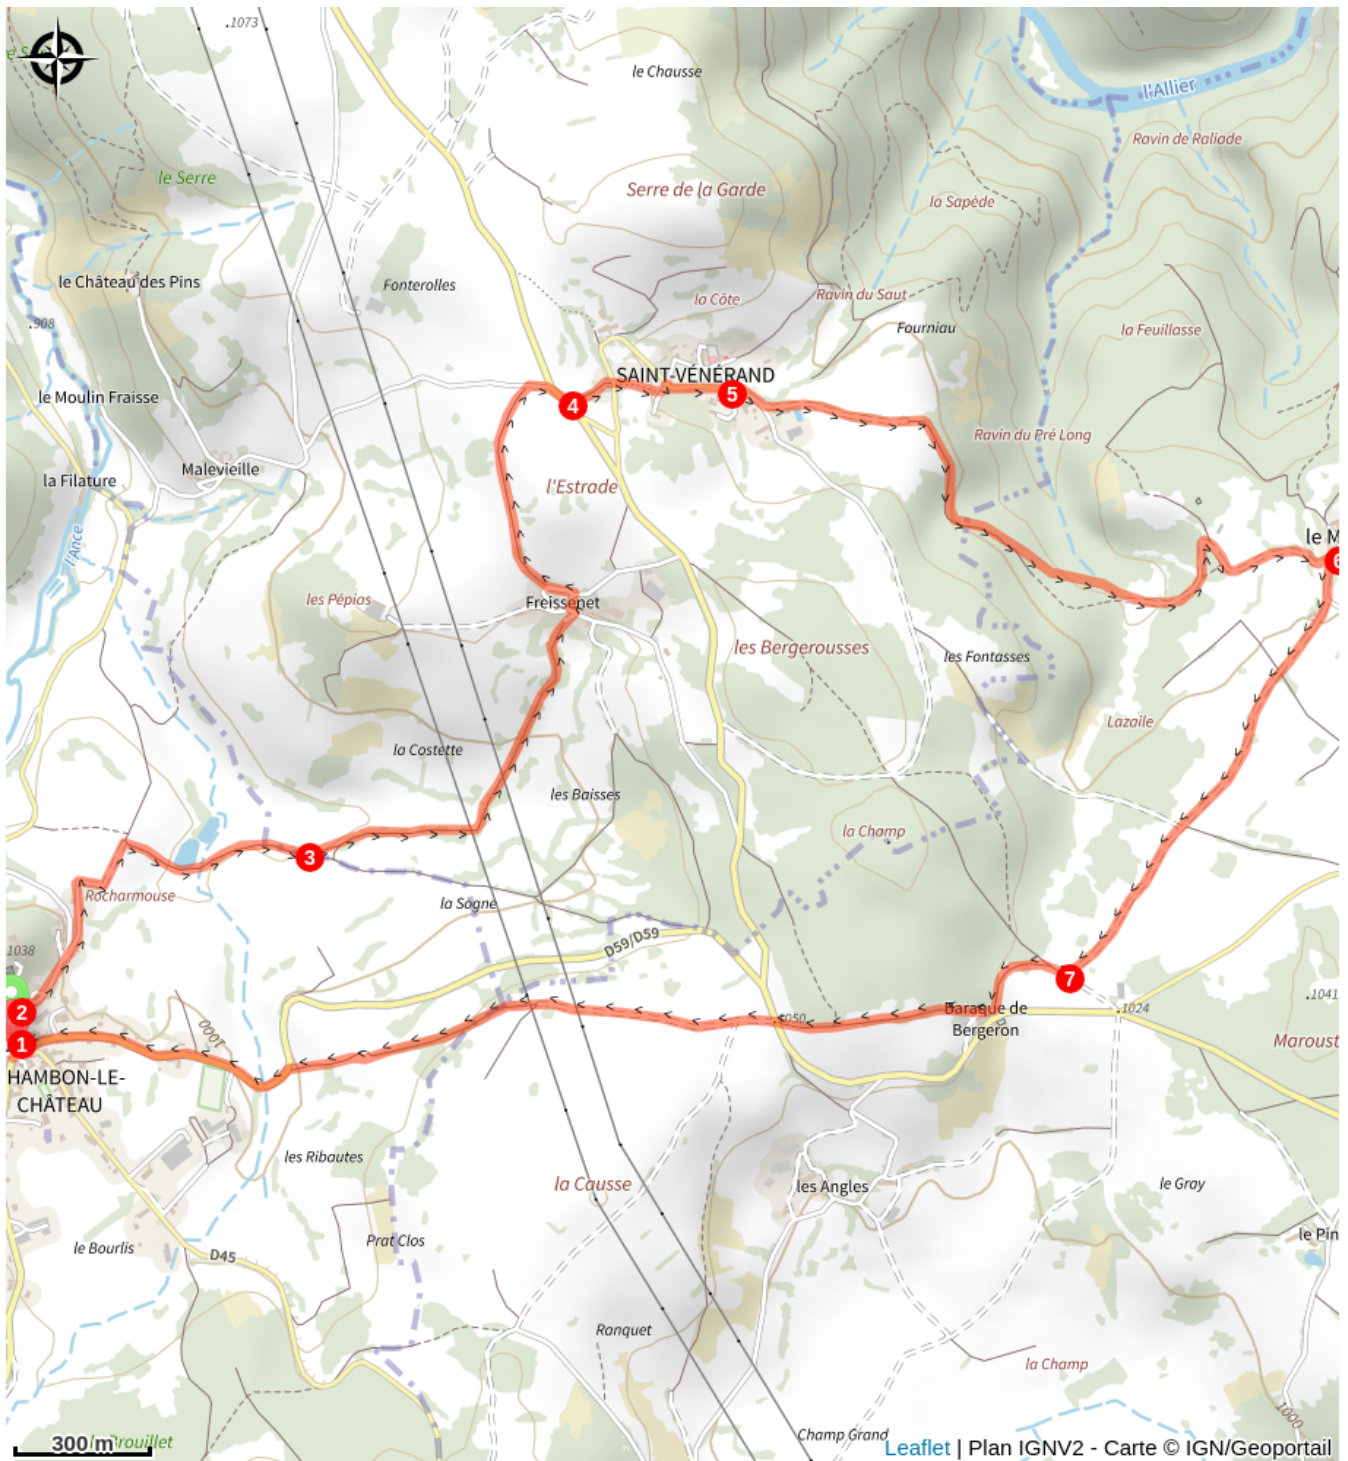 .1073
le Chausse
l'Allier
Ravin de Raliade
le Serre
Serre de la Garde
la Sapède
le Château des Pins
Fonterolles
la Côte
Ravin du Saut
.908
Fourniau
la Feuillasse
SAINT-VÉNÉRAND
le Moulin Fraisse
4
5
Ravin du Pré Long
Malevieille
la Filature
l'Estrade
l'Ance
le M
6
les Pépias
Freissenet
les Bergerousses
les Fontasses
Lazaile
la Costette
les Baisses
la Champ
3
Rocharmouse
la Sogne
D59/D59
1038
7
.1041
2
1050
Baraque de
Bergeron
1024
1000
1
Maroust
HAMBON-LE-
CHÂTEAU
les Ribautes
la Causse
les Angles
le Gray
le Bourlis
D45
Prat Clos
le Pin
Ranquet
la Champ
1000
Champ Grand
300 m
Brouillet
Leaflet | Plan IGNV2 - Carte © IGN/Geoportail